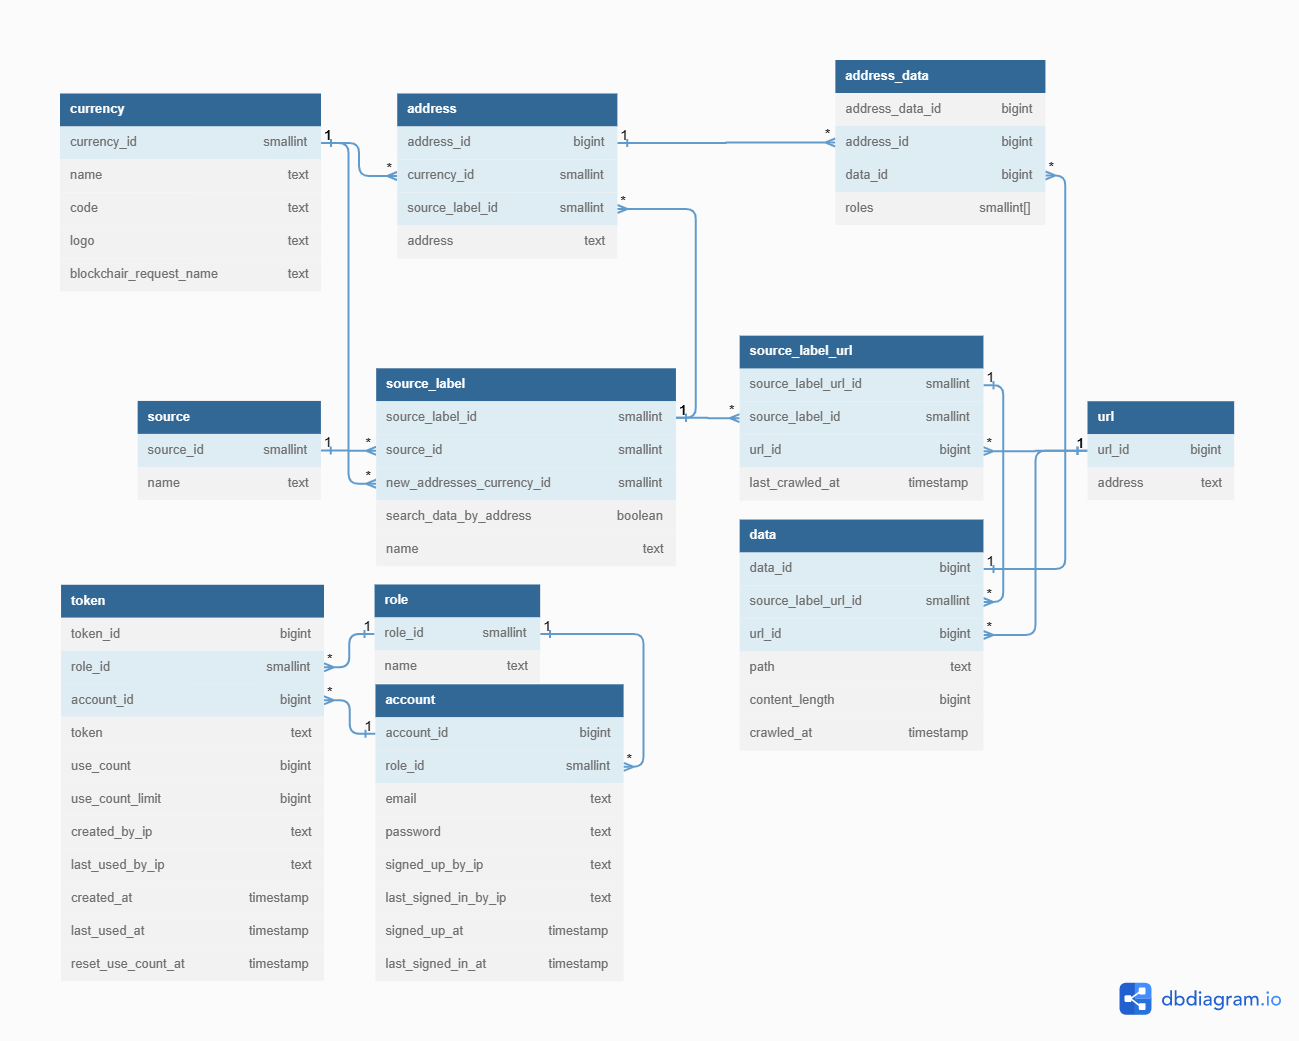 currency
currency_id smallint
name text
code text
logo text
blockchair_request_name text
1
*
address
address_id bigint
currency_id smallint
source_label_id smallint
address text
1
*
*
address_data
address_data_id bigint
address_id bigint
data_id bigint
roles smallint[]
*
source
source_id smallint
name text
1
*
*
source_label
source_label_id smallint
source_id smallint
new_addresses_currency_id smallint
search_data_by_address boolean
name text
1
*
source_label_url
source_label_url_id smallint
source_label_id smallint
url_id bigint
last_crawled_at timestamp
1
*
1
url
url_id bigint
address text
data
data_id bigint
source_label_url_id smallint
url_id bigint
path text
content_length bigint
crawled_at timestamp
1
*
*
token
token_id bigint
role_id smallint
account_id bigint
token text
use_count bigint
use_count_limit bigint
created_by_ip text
last_used_by_ip text
created_at timestamp
last_used_at timestamp
reset_use_count_at timestamp
*
*
1
1
role
role_id smallint
name text
1
account
account_id bigint
role_id smallint
email text
password text
signed_up_by_ip text
last_signed_in_by_ip text
signed_up_at timestamp
last_signed_in_at timestamp
*
dbdiagram.io